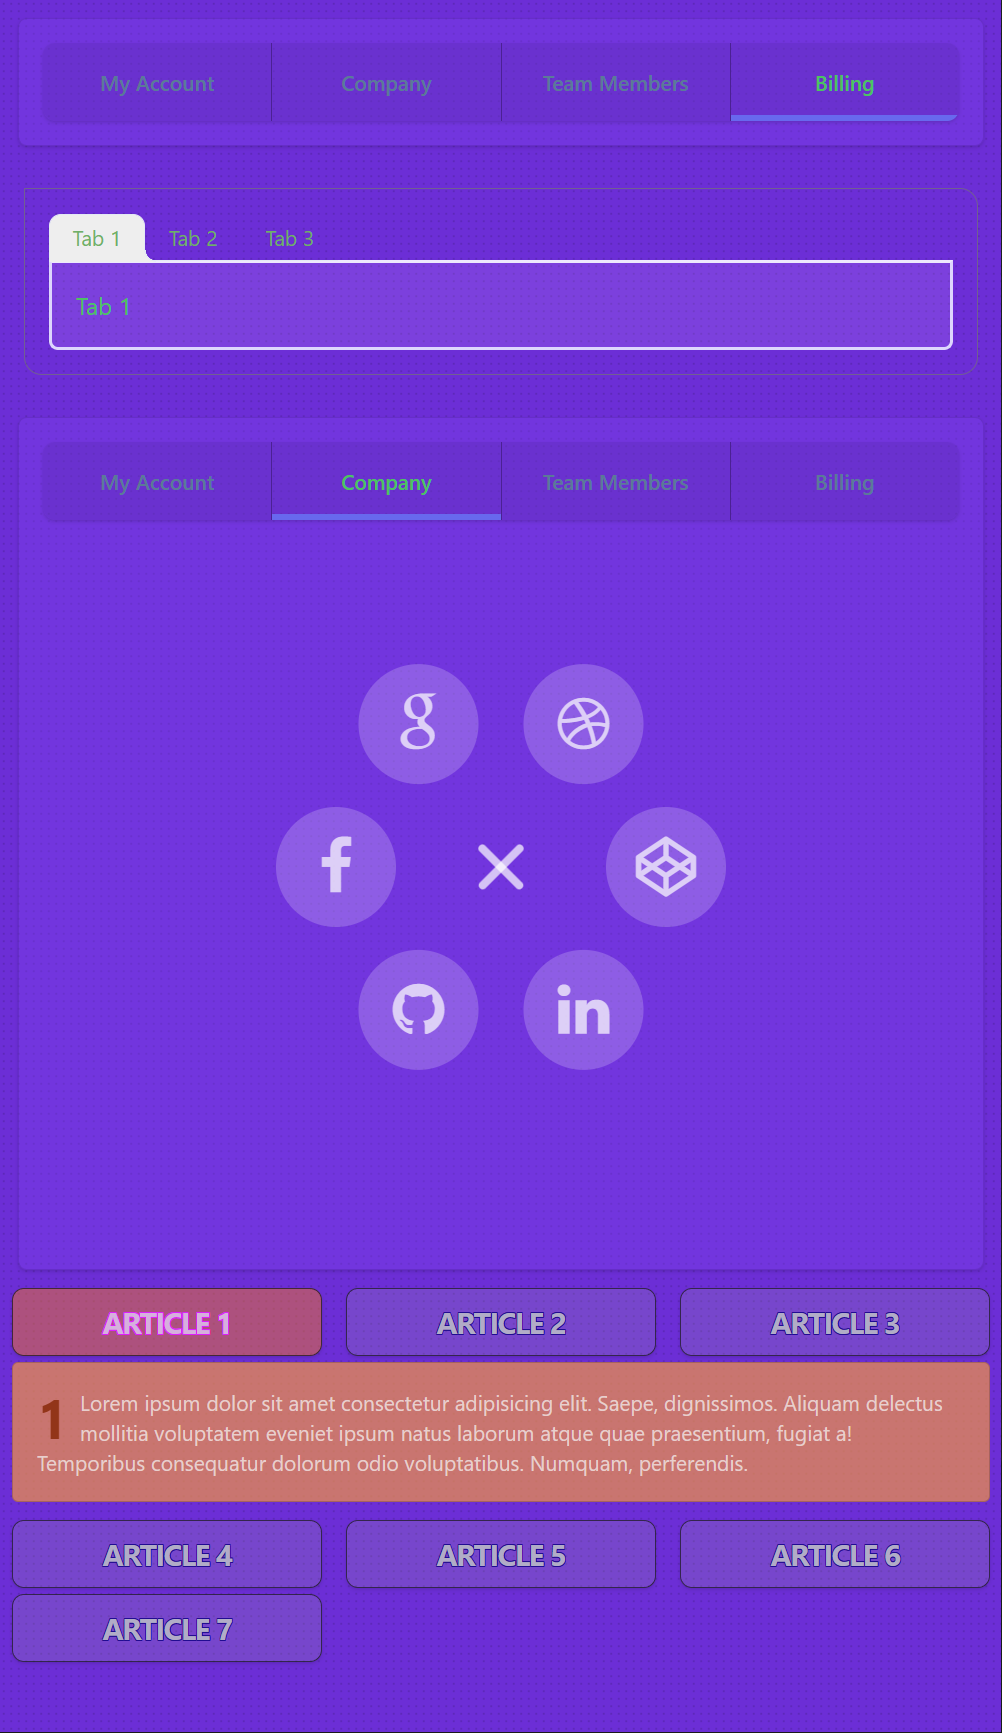 My Account Company Team Members Billing
Tab 1 Tab 2 Tab 3
Tab 1
My Account Company Team Members Billing
g
f
in
ARTICLE 1 ARTICLE 2 ARTICLE 3
1 Lorem ipsum dolor sit amet consectetur adipisicing elit. Saepe, dignissimos. Aliquam delectus
mollitia voluptatem eveniet ipsum natus laborum atque quae praesentium, fugiat a!
Temporibus consequatur dolorum odio voluptatibus. Numquam, perferendis.
ARTICLE 4 ARTICLE 5 ARTICLE 6
ARTICLE 7